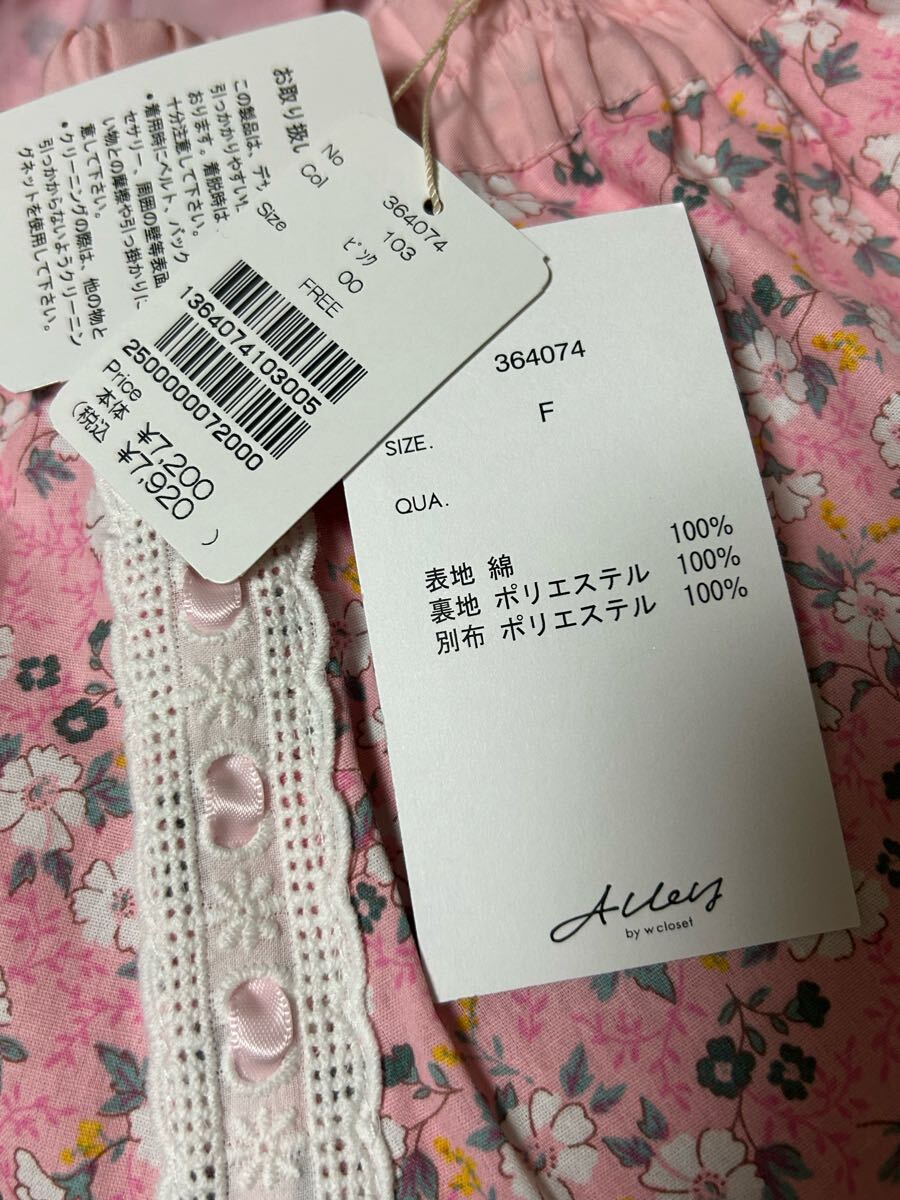 お取り扱い
この製品は、デ
引っかかりやすい
おります。着脱時は、
十分注意して下さい。
•着用時にベルト、バック
セサリー、周囲の壁等表面
い物との摩擦や引っ掛かりに
意して下さい。
•クリーニングの際は、他の物と
引っかからないようクリーニン
グネットを使用して下さい。
No 364074
Col 103
ピンク
Size 00
FREE
1364074103005
2500000072000
Price
本体 ¥7,200
(税込 ¥7,920 )
364074
SIZE. F
QUA.
表地 綿 100%
裏地 ポリエステル 100%
別布 ポリエステル 100%
Alley
by w closet